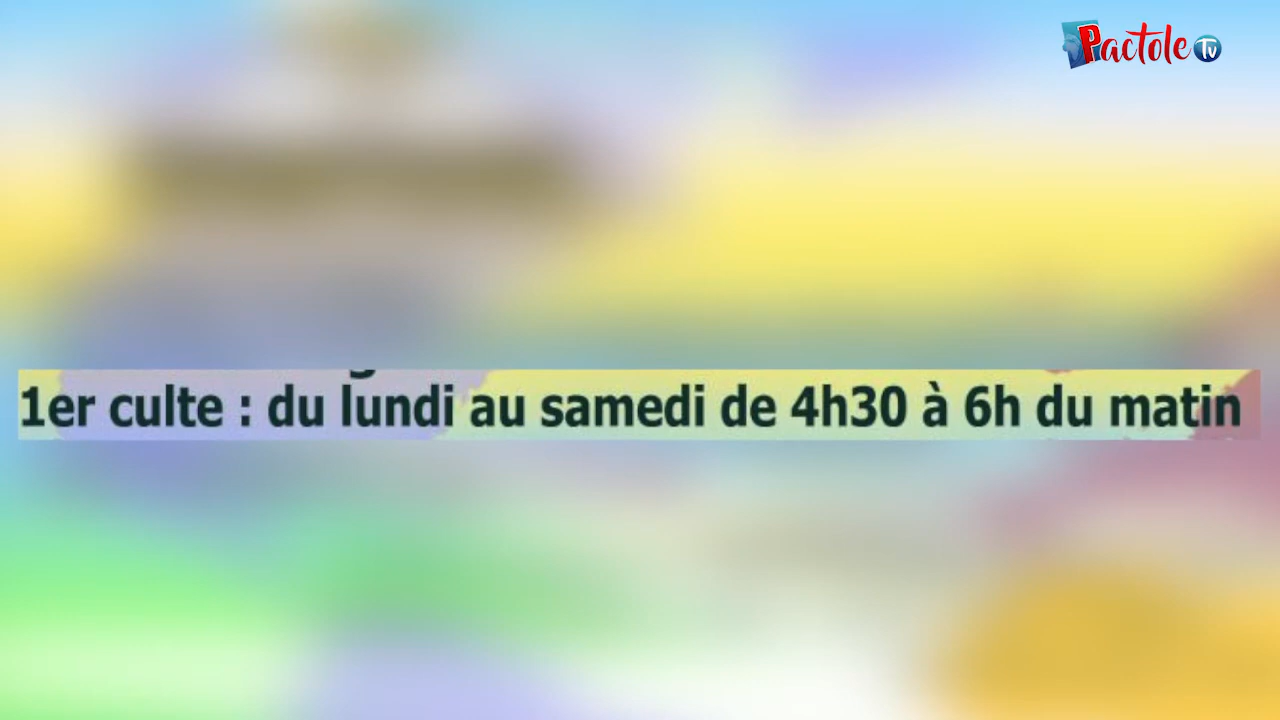 Pactole Tv
1er culte : du lundi au samedi de 4h30 à 6h du matin